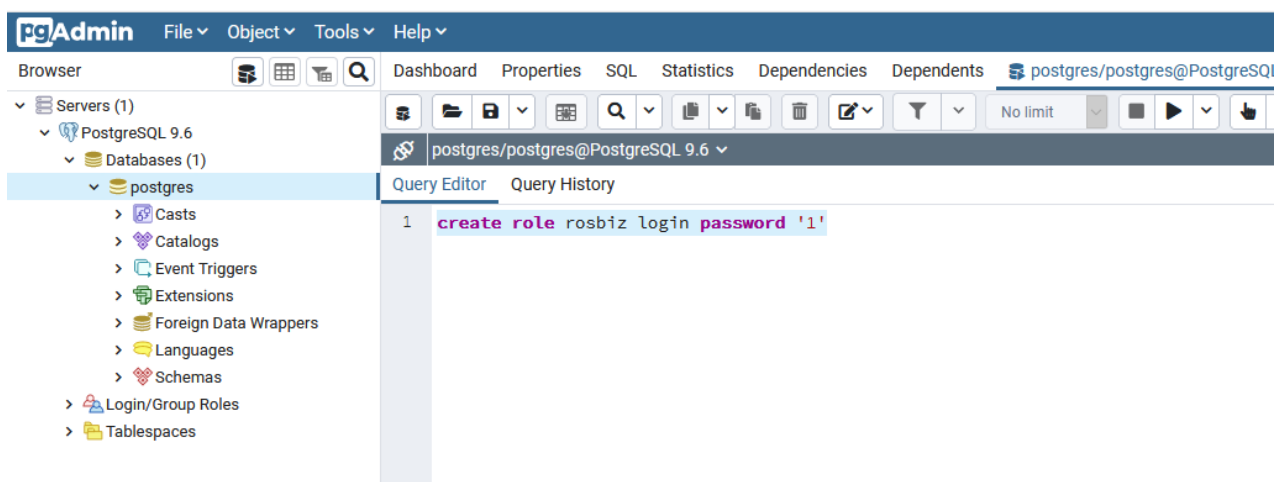 pgAdmin File Object Tools Help
Browser Dashboard Properties SQL Statistics Dependencies Dependents postgres/postgres@PostgreSQL
Servers (1)
PostgreSQL 9.6 No limit
Databases (1) postgres/postgres@PostgreSQL 9.6
postgres Query Editor Query History
Casts 1 create role rosbiz login password '1'
Catalogs
Event Triggers
Extensions
Foreign Data Wrappers
Languages
Schemas
Login/Group Roles
Tablespaces